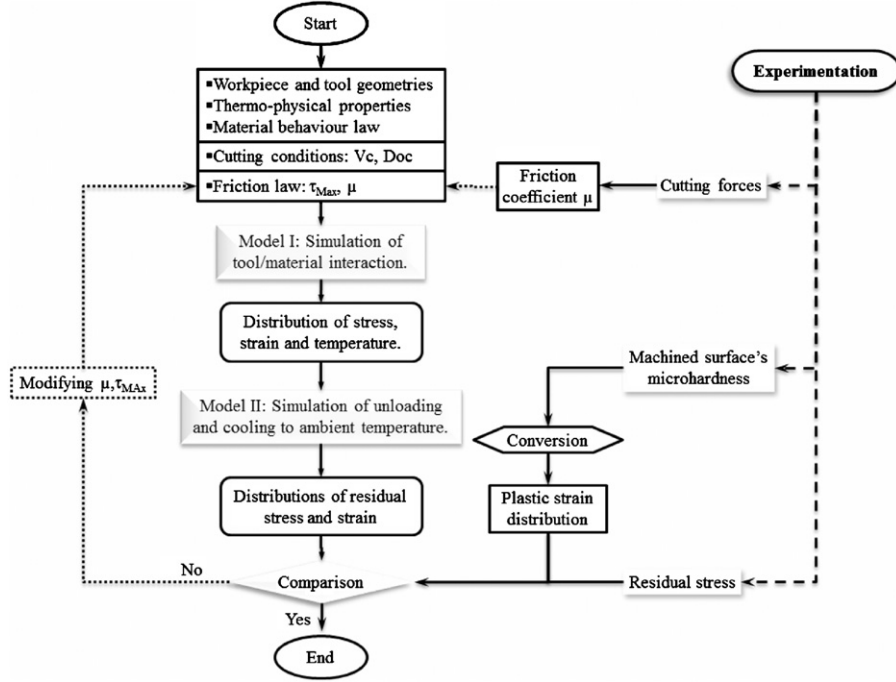 Start
▪Workpiece and tool geometries
▪Thermo-physical properties
▪Material behaviour law
▪Cutting conditions: Vc, Doc
▪Friction law: τMax, μ
Experimentation
Friction
coefficient μ
Cutting forces
Model I: Simulation of
tool/material interaction.
Distribution of stress,
strain and temperature.
Machined surface's
microhardness
Modifying μ,τMAx
Model II: Simulation of unloading
and cooling to ambient temperature.
Conversion
Distributions of residual
stress and strain
Plastic strain
distribution
No
Comparison
Residual stress
Yes
End